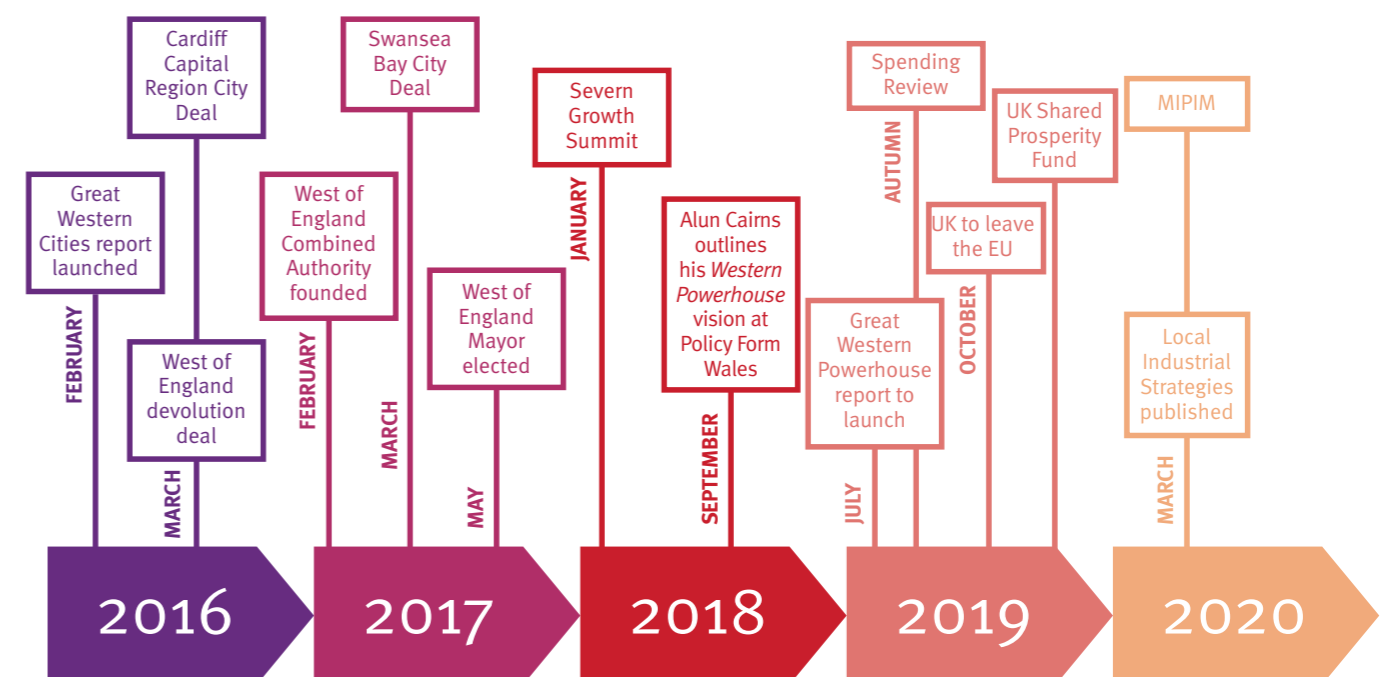 Great
Western
Cities report
launched
FEBRUARY
Cardiff
Capital
Region City
Deal
West of
England
devolution
deal
MARCH
2016
West of
England
Combined
Authority
founded
FEBRUARY
Swansea
Bay City
Deal
MARCH
West of
England
Mayor
elected
MAY
2017
Severn
Growth
Summit
JANUARY
Alun Cairns
outlines
his Western
Powerhouse
vision at
Policy Form
Wales
SEPTEMBER
2018
Great
Western
Powerhouse
report to
launch
JULY
Spending
Review
AUTUMN
UK to leave
the EU
OCTOBER
UK Shared
Prosperity
Fund
2019
MIPIM
Local
Industrial
Strategies
published
MARCH
2020